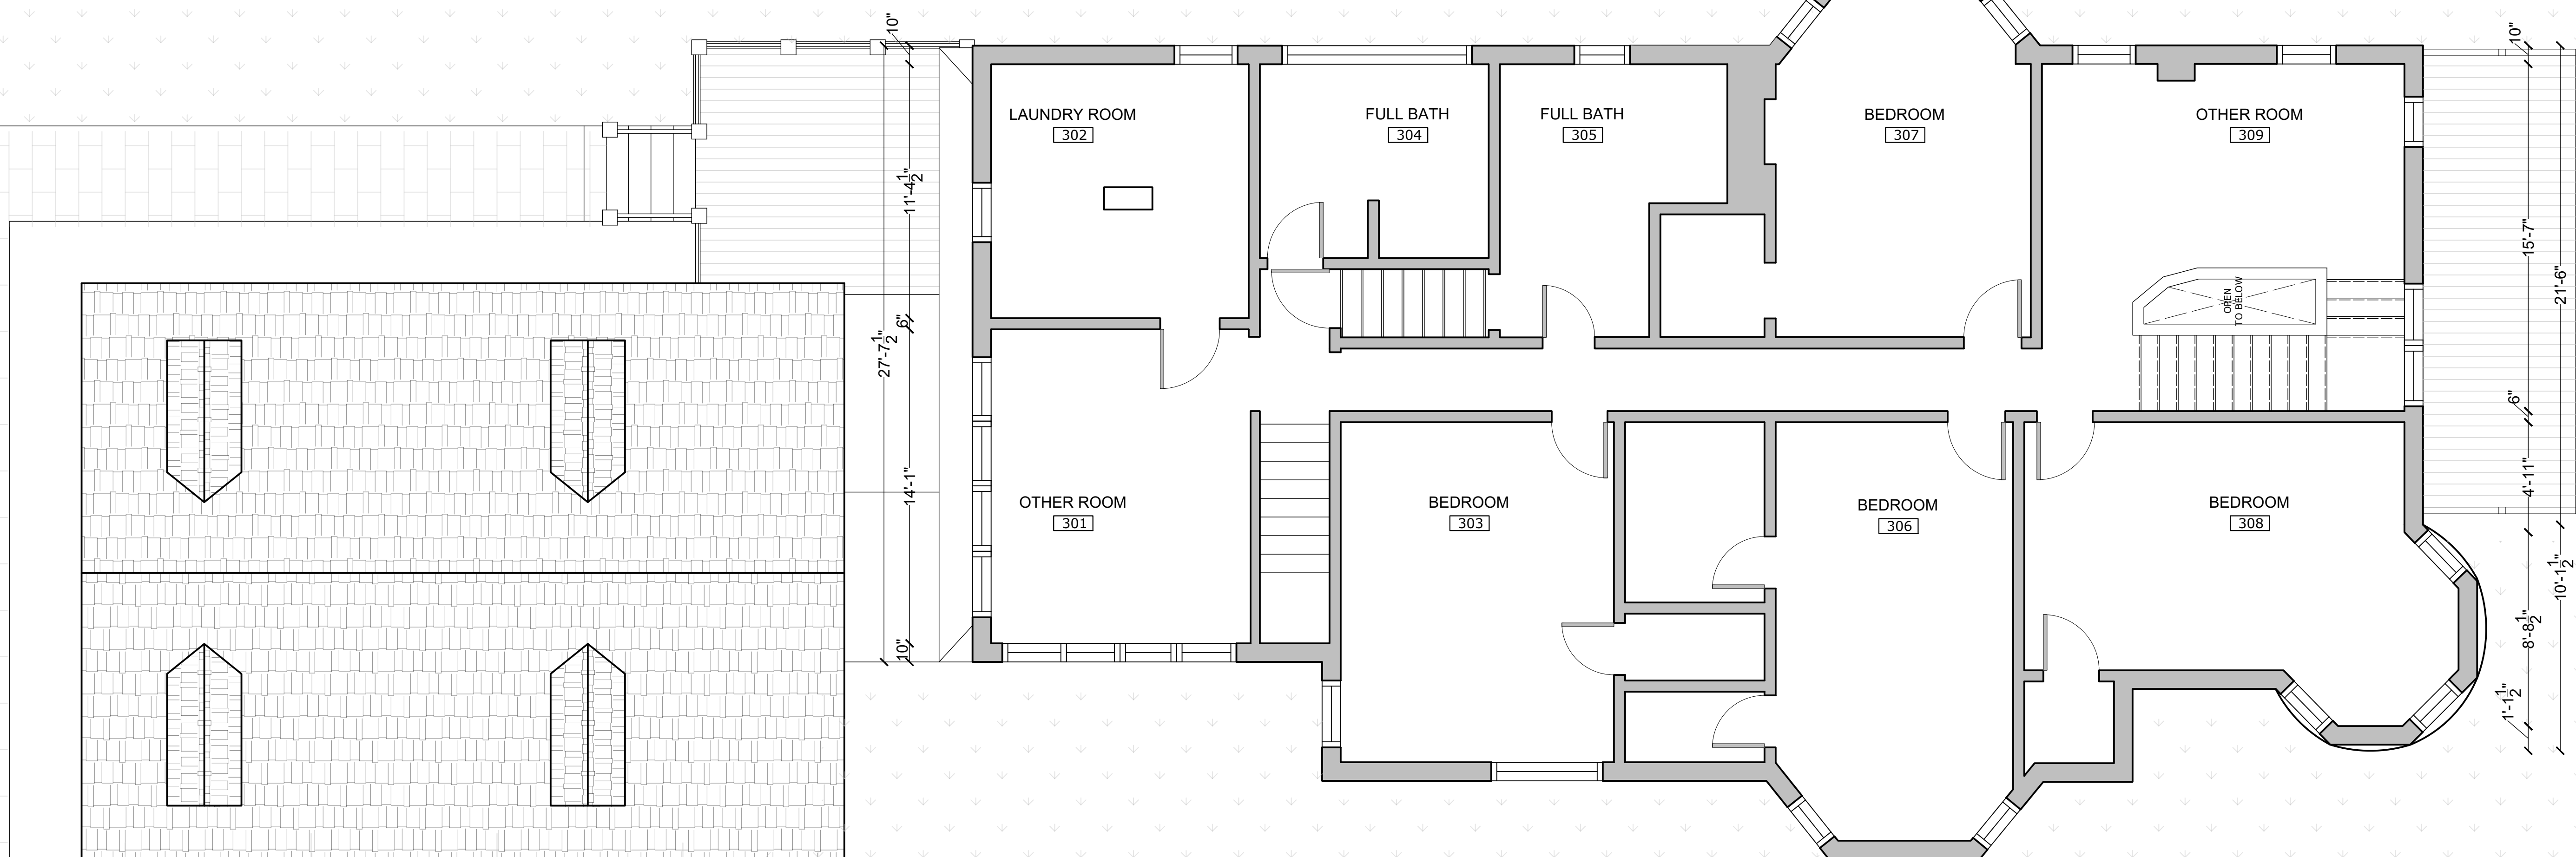 LAUNDRY ROOM
302
FULL BATH
304
FULL BATH
305
BEDROOM
307
OTHER ROOM
309
OTHER ROOM
301
BEDROOM
303
BEDROOM
306
BEDROOM
308
OPEN
TO BELOW
10"
11'-4 1/2"
6"
27'-7 1/2"
14'-1"
10"
10"
15'-7"
21'-6"
6"
4'-11"
8'-8 1/2"
10'-1 1/2"
1'-1 1/2"